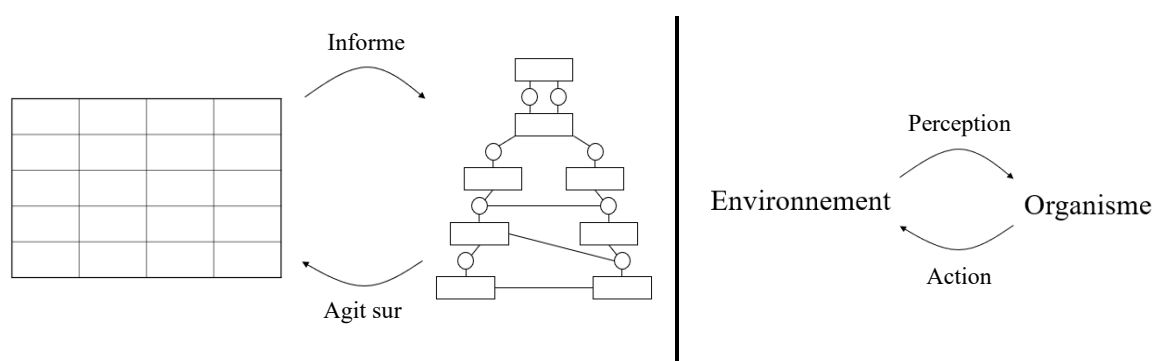 Informe
Agit sur
Perception
Environnement
Organisme
Action